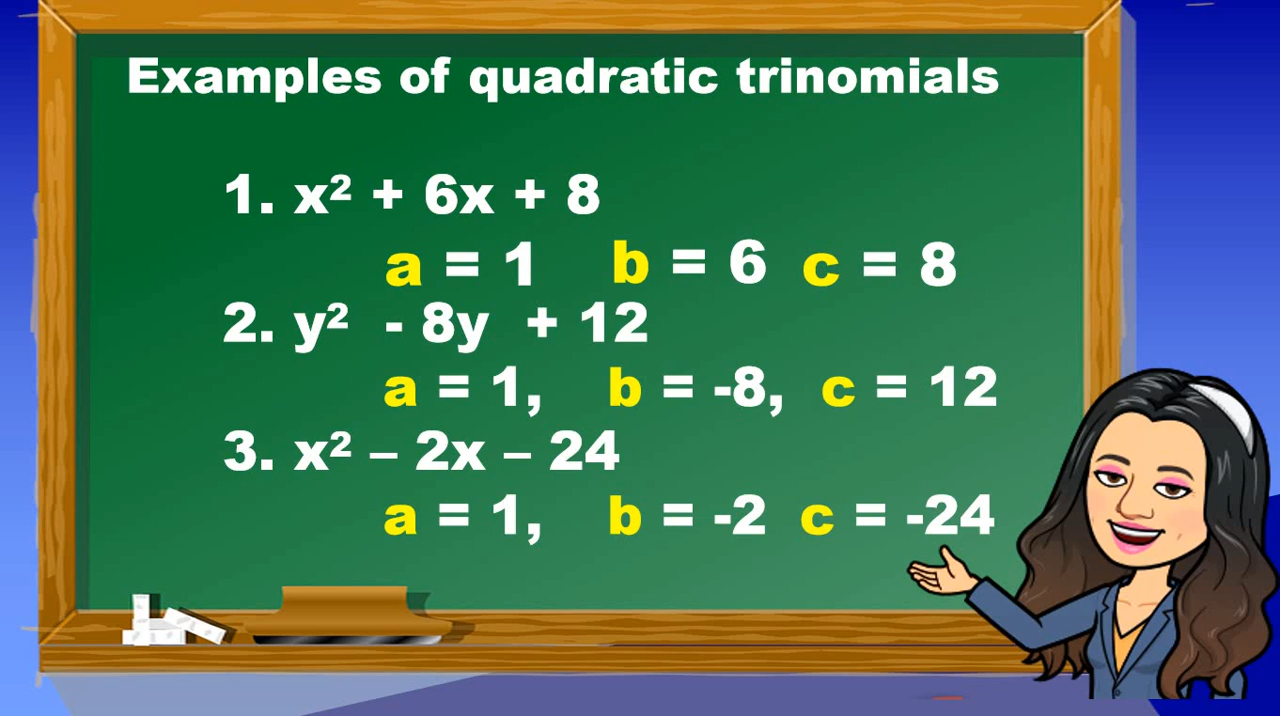 Examples of quadratic trinomials
1. x² + 6x + 8
a = 1 b = 6 c = 8
2. y² - 8y + 12
a = 1, b = -8, c = 12
3. x² – 2x – 24
a = 1, b = -2 c = -24